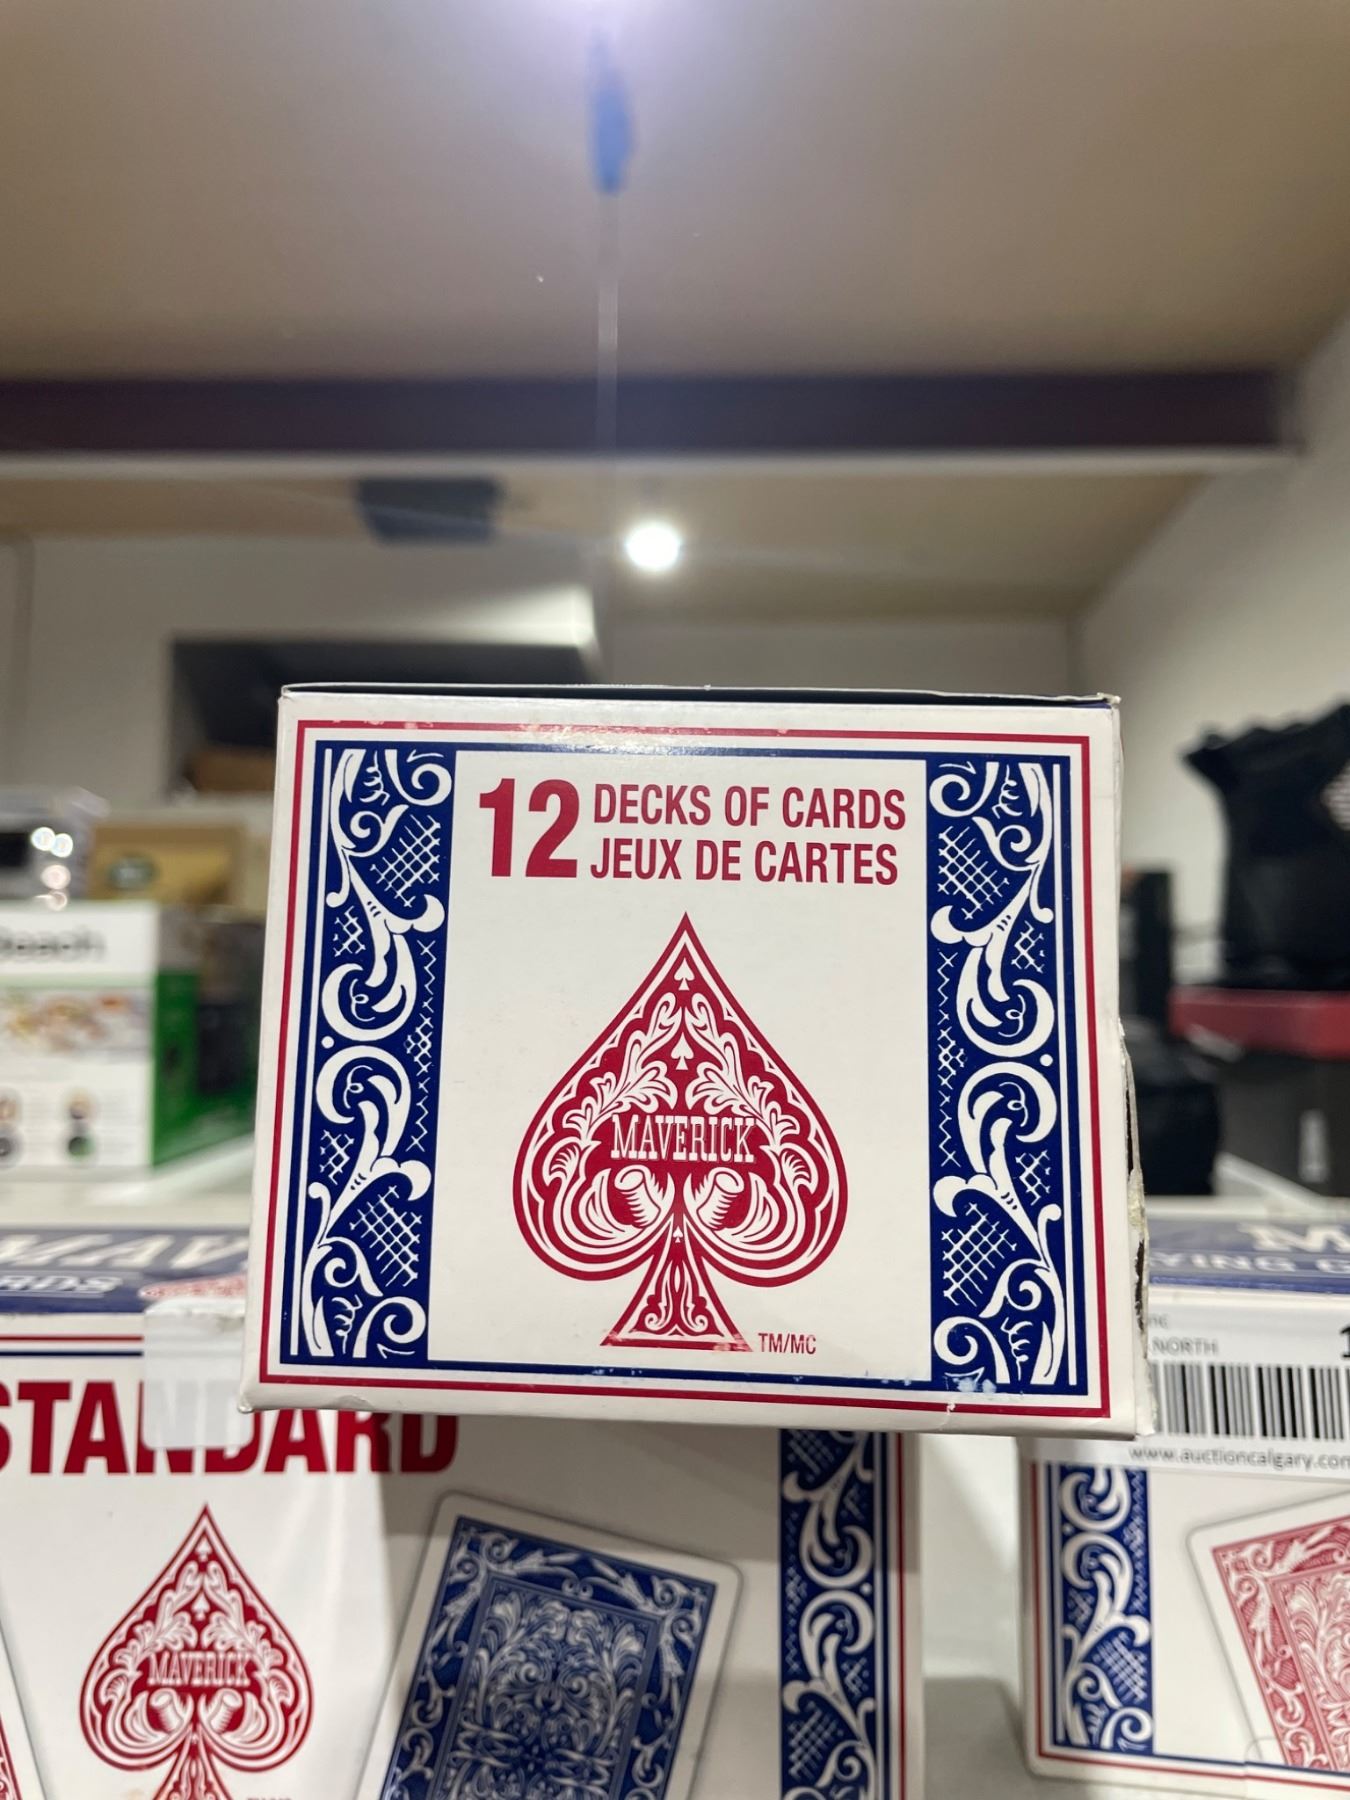 12 DECKS OF CARDS
JEUX DE CARTES
MAVERICK
TM/MC
STANDARD
MAVERICK
NORTH
www.auctioncalgary.com